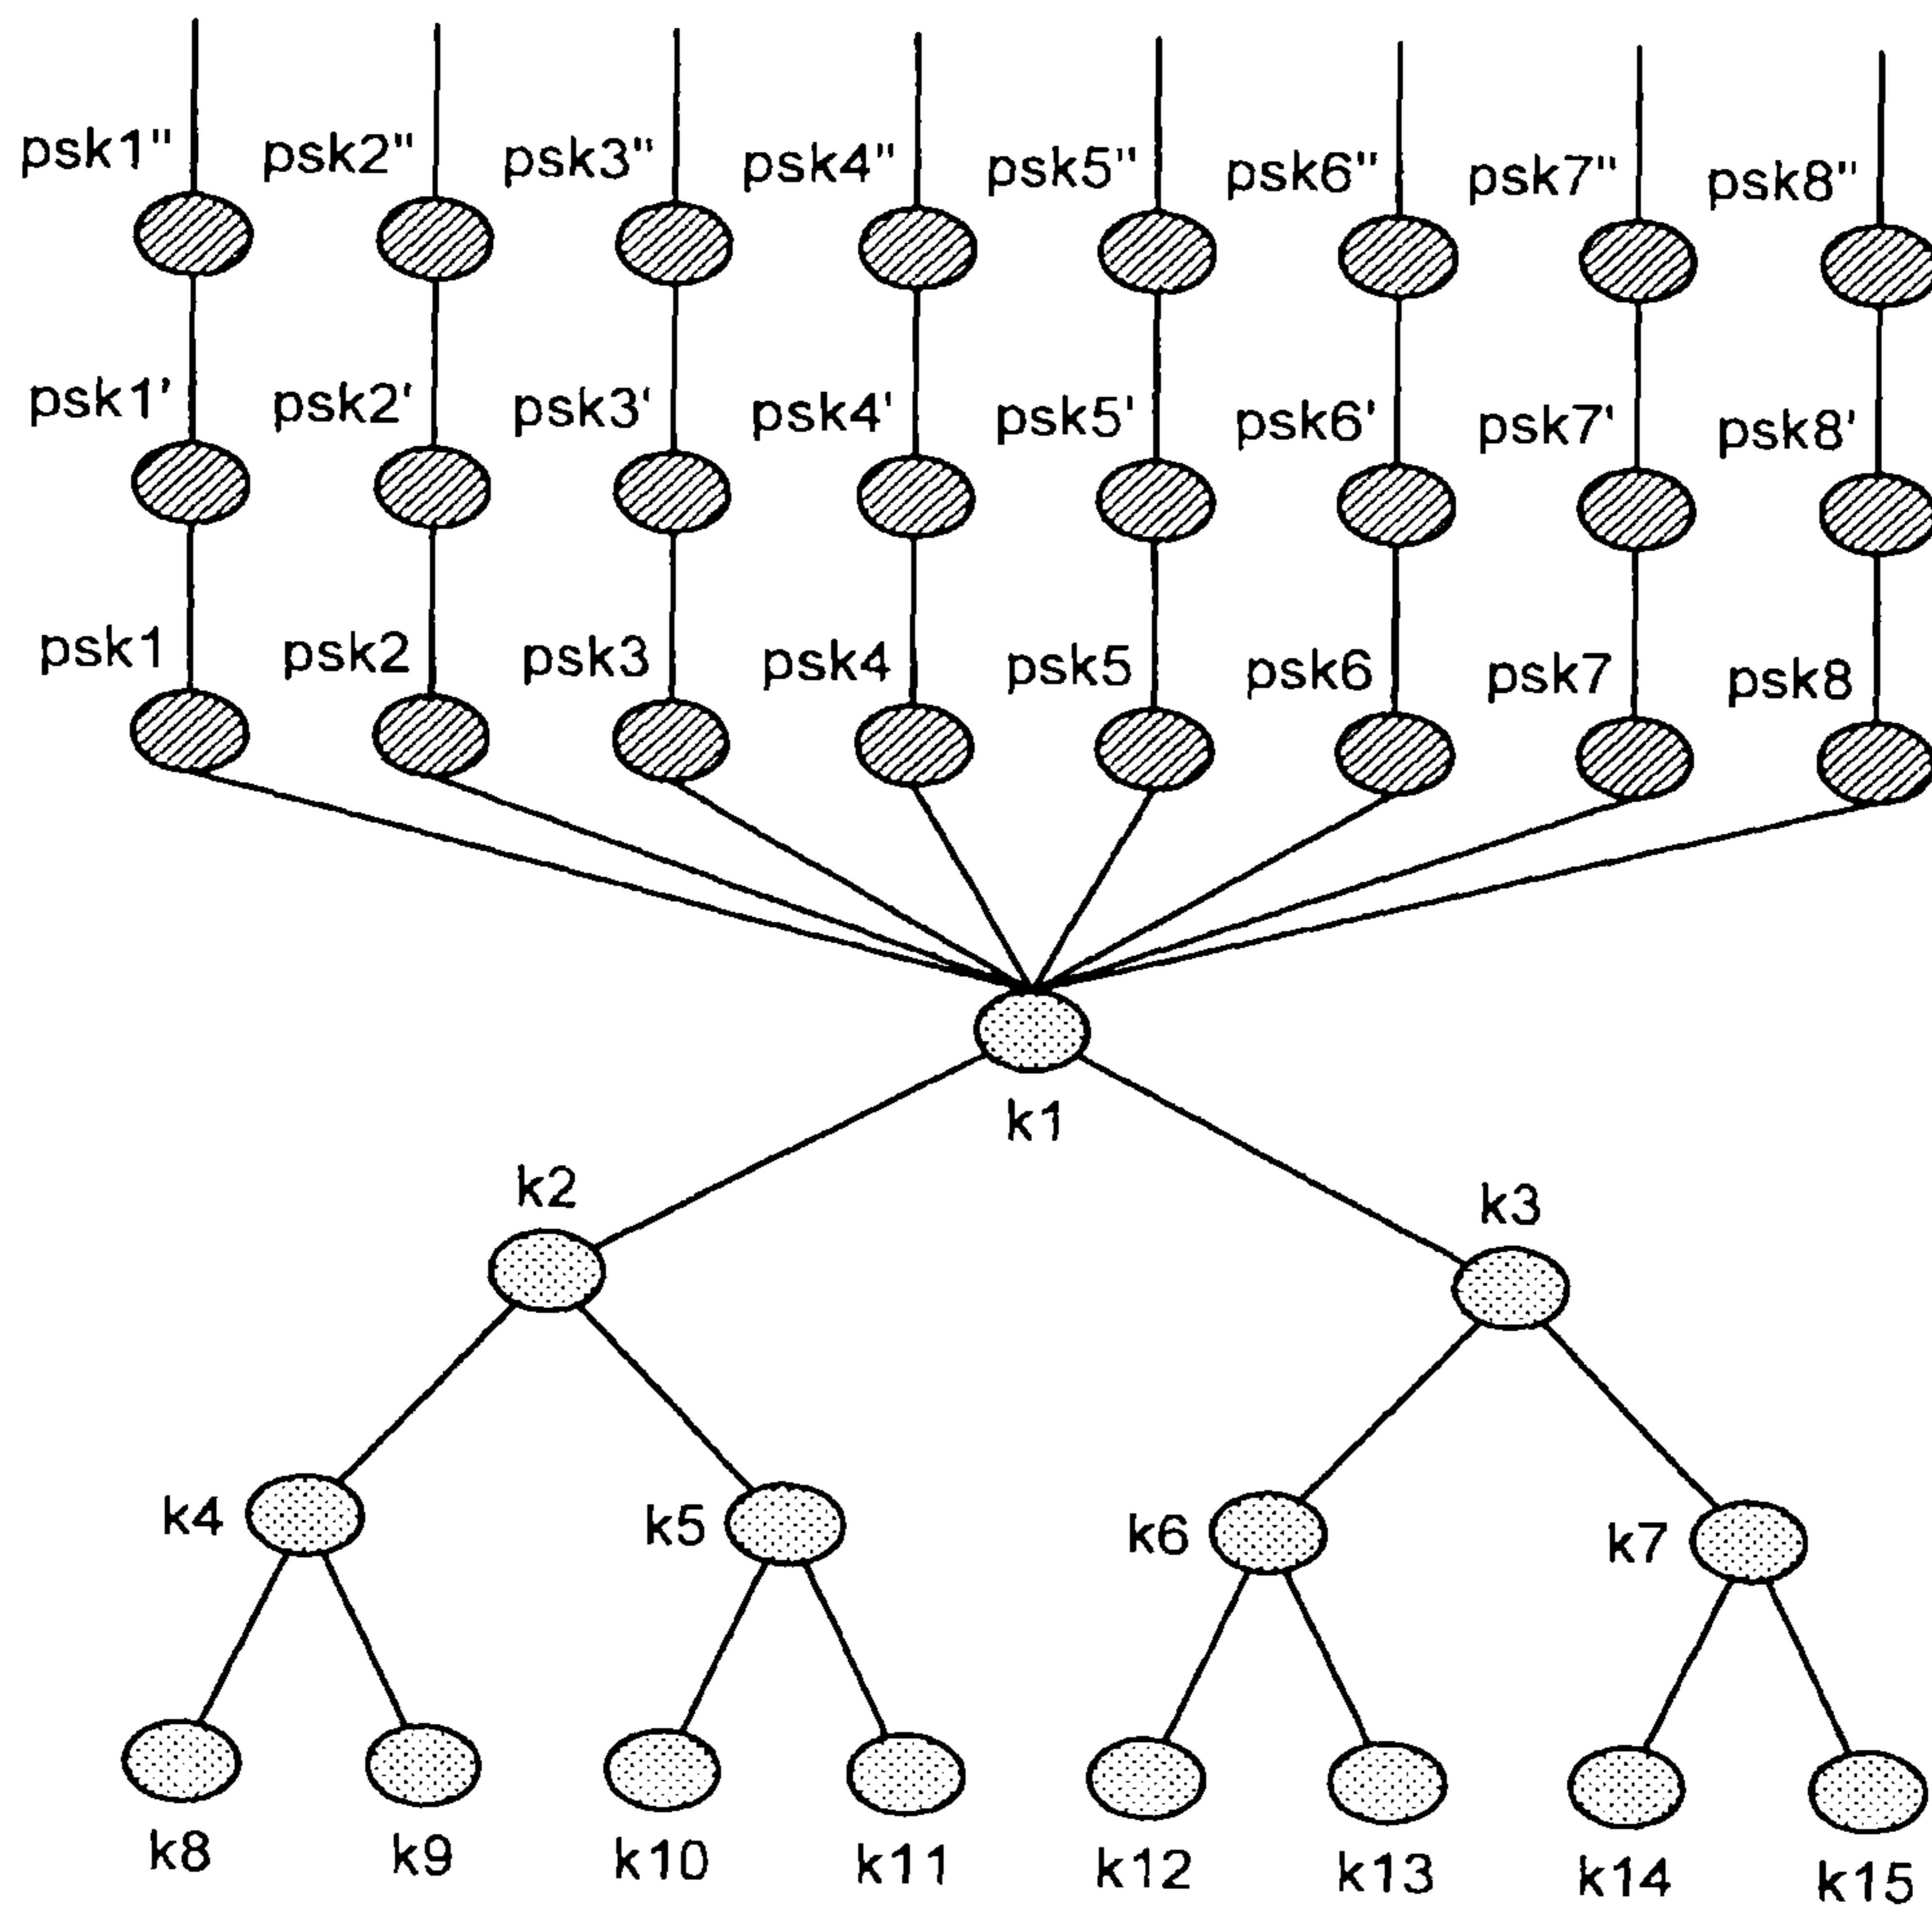 psk1" psk2" psk3" psk4" psk5" psk6" psk7" psk8"
psk1' psk2' psk3' psk4' psk5' psk6' psk7' psk8'
psk1 psk2 psk3 psk4 psk5 psk6 psk7 psk8
k1
k2 k3
k4 k5 k6 k7
k8 k9 k10 k11 k12 k13 k14 k15